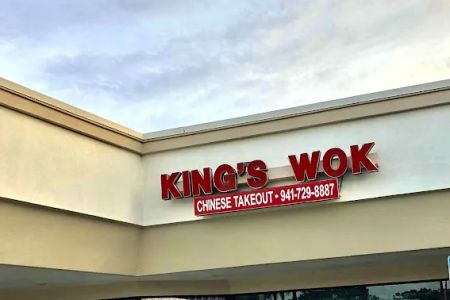 KING'S WOK
CHINESE TAKEOUT • 941-729-8887